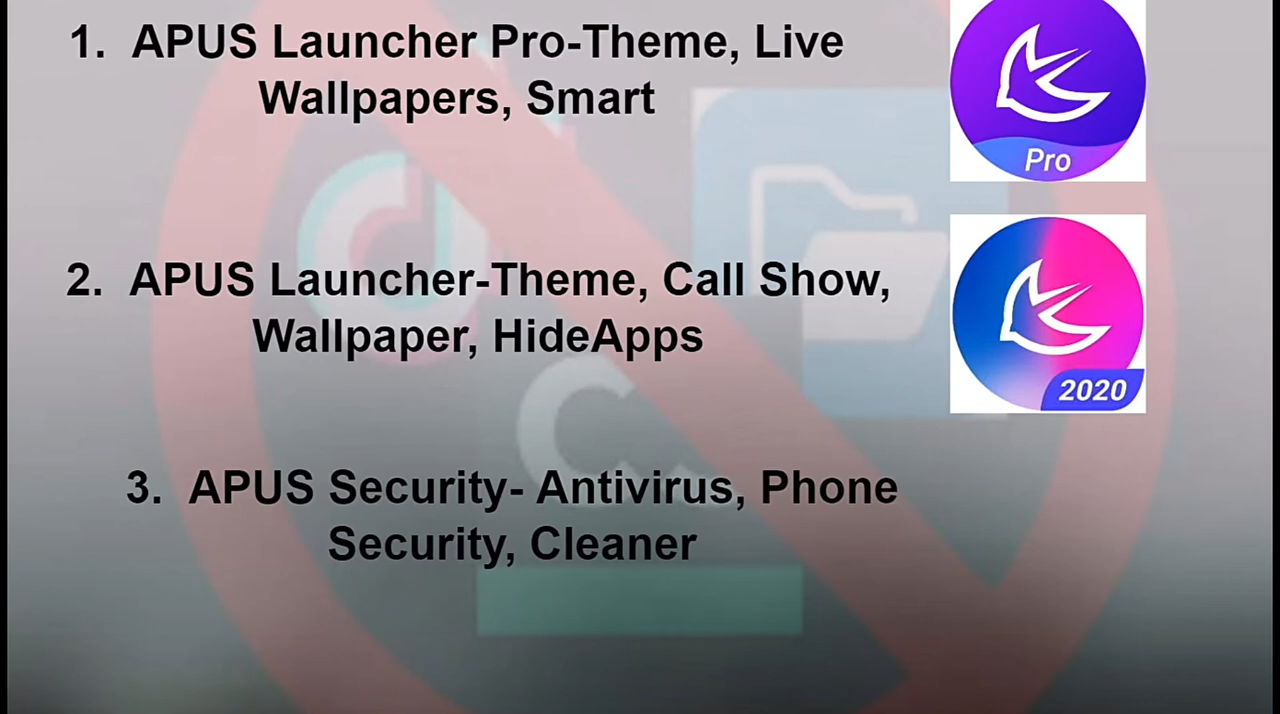 1. APUS Launcher Pro-Theme, Live
Wallpapers, Smart
Pro
2. APUS Launcher-Theme, Call Show,
Wallpaper, HideApps
2020
3. APUS Security- Antivirus, Phone
Security, Cleaner